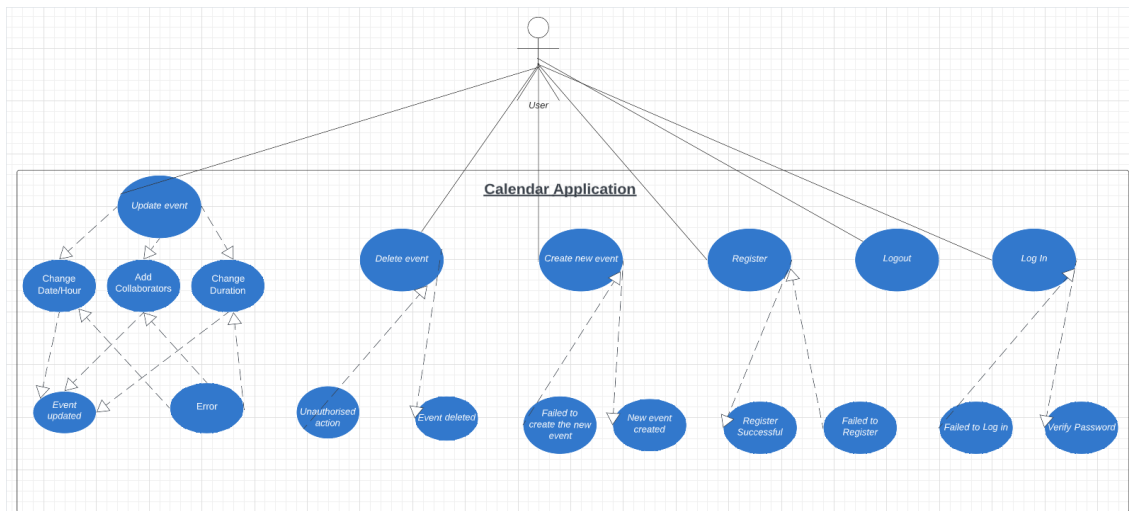 User
Calendar Application
Update event
Delete event
Create new event
Register
Logout
Log In
Change
Date/Hour
Add
Collaborators
Change
Duration
Event
updated
Error
Unauthorised
action
Event deleted
Failed to
create the new
event
New event
created
Register
Successful
Failed to
Register
Failed to Log in
Verify Password